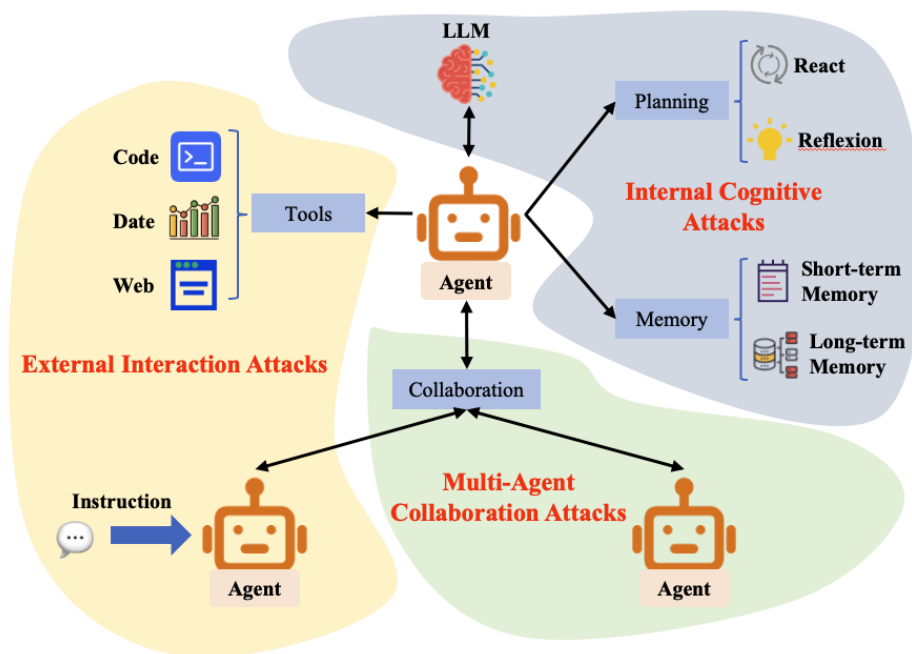 LLM
Planning
React
Reflexion
Internal Cognitive
Attacks
Code
Date
Web
Tools
Agent
Memory
Short-term
Memory
Long-term
Memory
External Interaction Attacks
Collaboration
Multi-Agent
Collaboration Attacks
Instruction
Agent
Agent